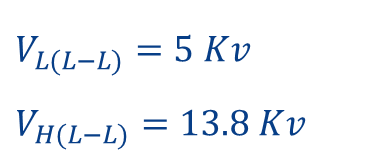 V_{L(L−L)} = 5 Kv
V_{H(L−L)} = 13.8 Kv